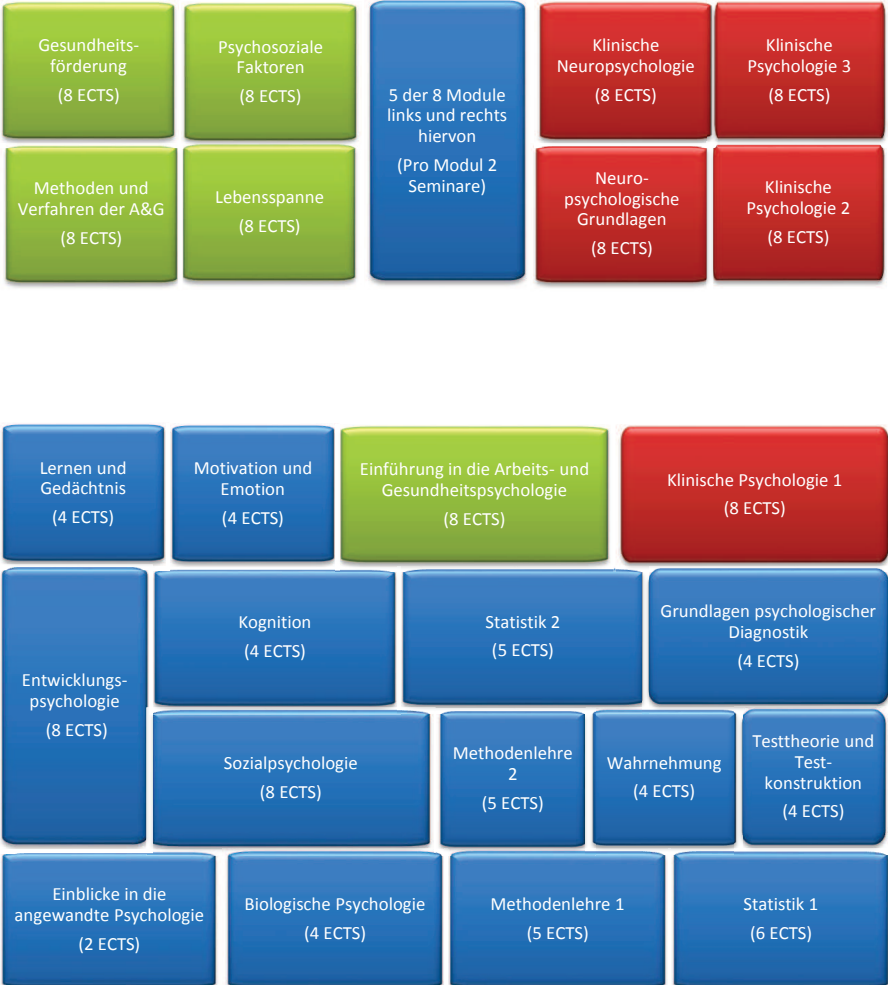 Gesundheits-
förderung
(8 ECTS)
Psychosoziale
Faktoren
(8 ECTS)
5 der 8 Module
links und rechts
hiervon
(Pro Modul 2
Seminare)
Klinische
Neuropsychologie
(8 ECTS)
Klinische
Psychologie 3
(8 ECTS)
Methoden und
Verfahren der A&G
(8 ECTS)
Lebensspanne
(8 ECTS)
Neuro-
psychologische
Grundlagen
(8 ECTS)
Klinische
Psychologie 2
(8 ECTS)
Lernen und
Gedächtnis
(4 ECTS)
Motivation und
Emotion
(4 ECTS)
Einführung in die Arbeits- und
Gesundheitspsychologie
(8 ECTS)
Klinische Psychologie 1
(8 ECTS)
Entwicklungs-
psychologie
(8 ECTS)
Kognition
(4 ECTS)
Statistik 2
(5 ECTS)
Grundlagen psychologischer
Diagnostik
(4 ECTS)
Sozialpsychologie
(8 ECTS)
Methodenlehre
2
(5 ECTS)
Wahrnehmung
(4 ECTS)
Testtheorie und
Test-
konstruktion
(4 ECTS)
Einblicke in die
angewandte Psychologie
(2 ECTS)
Biologische Psychologie
(4 ECTS)
Methodenlehre 1
(5 ECTS)
Statistik 1
(6 ECTS)